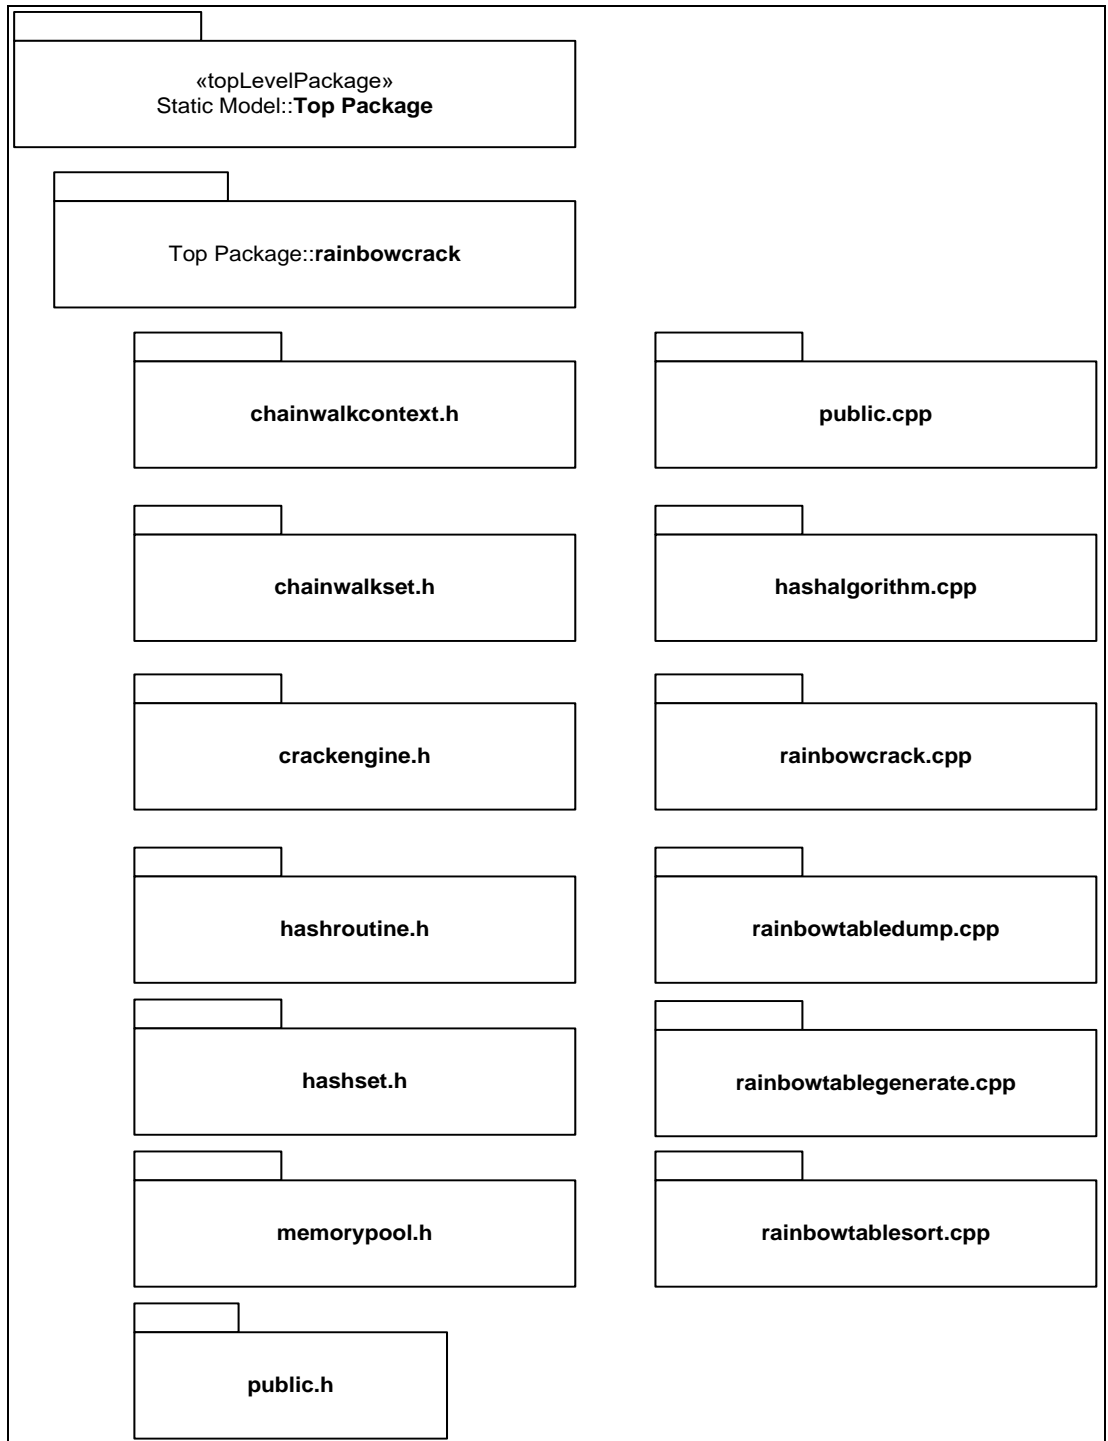 «topLevelPackage»
Static Model::Top Package
Top Package::rainbowcrack
chainwalkcontext.h
public.cpp
chainwalkset.h
hashalgorithm.cpp
crackengine.h
rainbowcrack.cpp
hashroutine.h
rainbowtabledump.cpp
hashset.h
rainbowtablegenerate.cpp
memorypool.h
rainbowtablesort.cpp
public.h